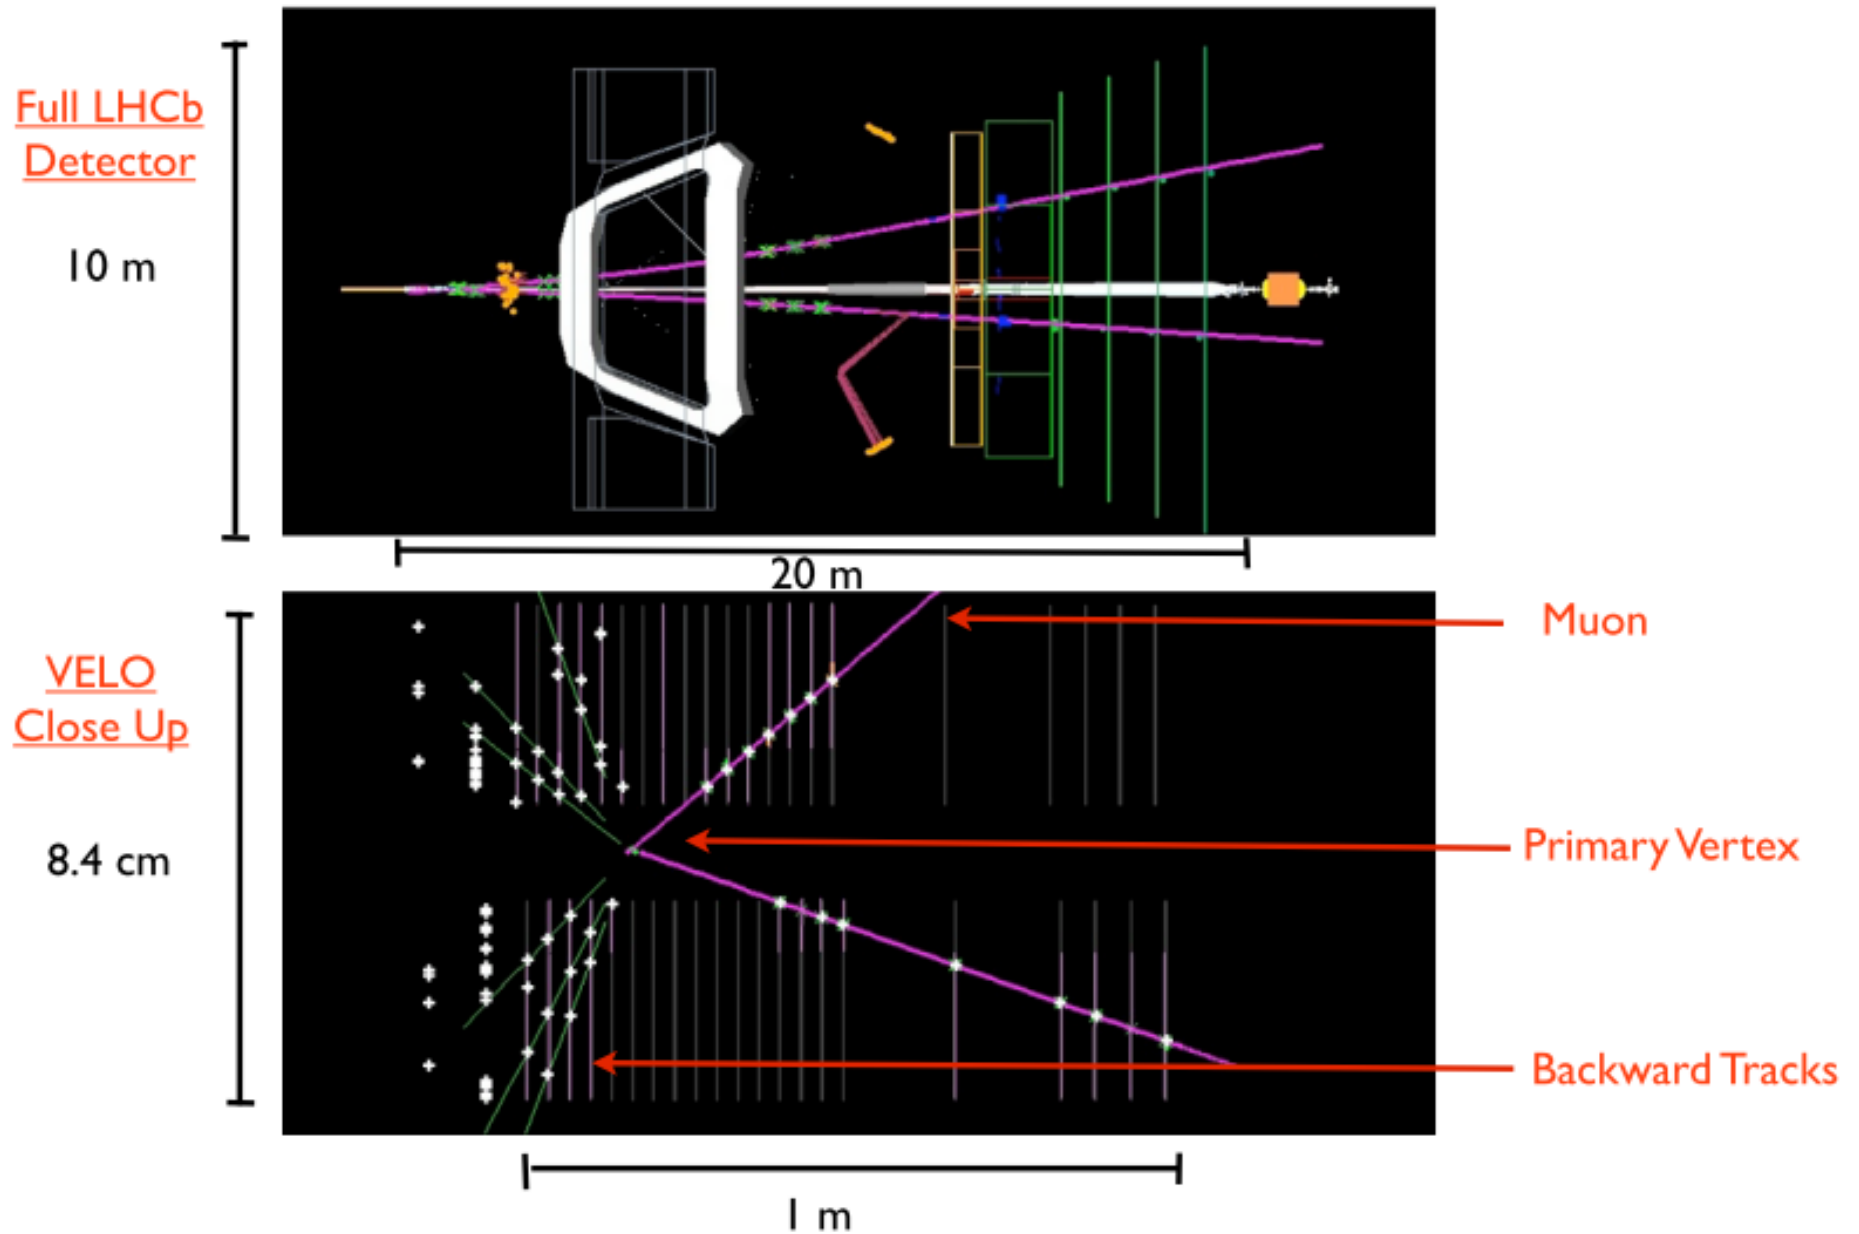 Full LHCb
Detector
10 m
20 m
VELO
Close Up
8.4 cm
Muon
Primary Vertex
Backward Tracks
1 m